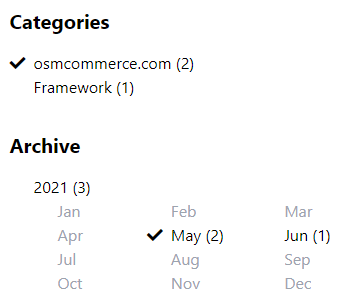 Categories
osmcommerce.com (2)
Framework (1)
Archive
2021 (3)
Jan Feb Mar
Apr May (2) Jun (1)
Jul Aug Sep
Oct Nov Dec